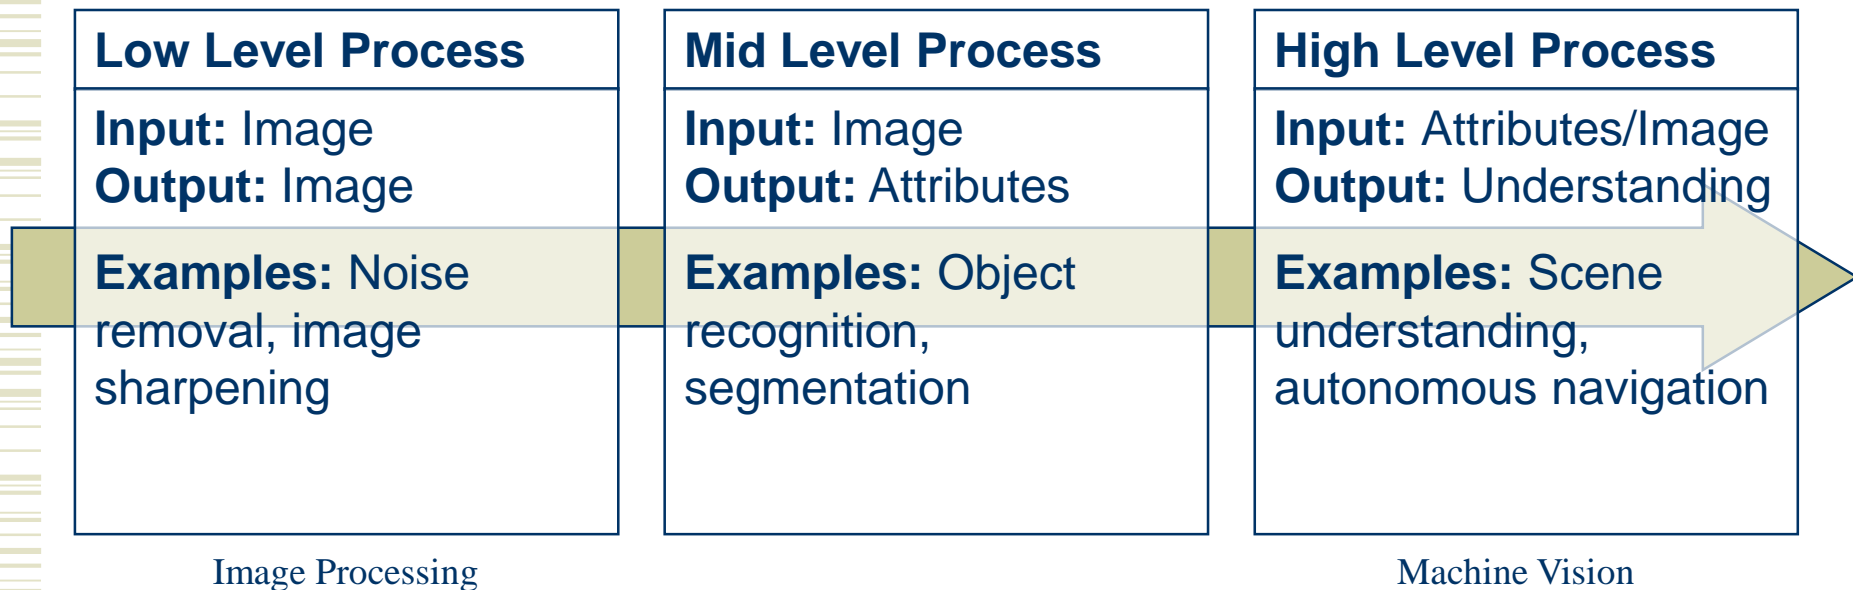 Low Level Process
Input: Image
Output: Image
Examples: Noise
removal, image
sharpening
Mid Level Process
Input: Image
Output: Attributes
Examples: Object
recognition,
segmentation
High Level Process
Input: Attributes/Image
Output: Understanding
Examples: Scene
understanding,
autonomous navigation
Image Processing
Machine Vision